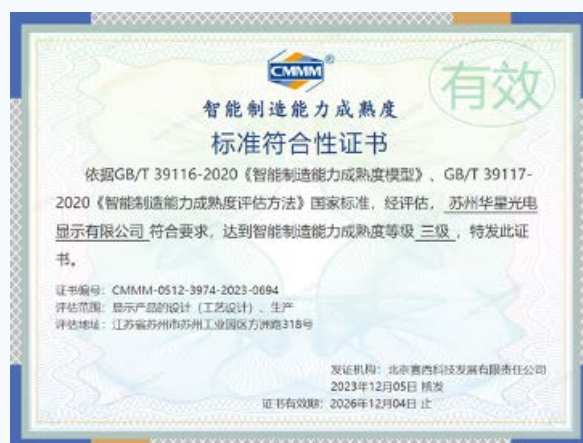 CMMM®
有效
智能制造能力成熟度
标准符合性证书
依据GB/T 39116-2020《智能制造能力成熟度模型》、GB/T 39117-
2020《智能制造能力成熟度评估方法》国家标准，经评估， 苏州华星光电
显示有限公司 符合要求，达到智能制造能力成熟度等级 三级 ，特发此证
书。
证书编号：CMMM-0512-3974-2023-0694
评估范围：显示产品的设计（工艺设计）、生产
评估地址：江苏省苏州市苏州工业园区方洲路318号
发证机构：北京赛西科技发展有限责任公司
2023年12月05日 核发
证书有效期：2026年12月04日 止